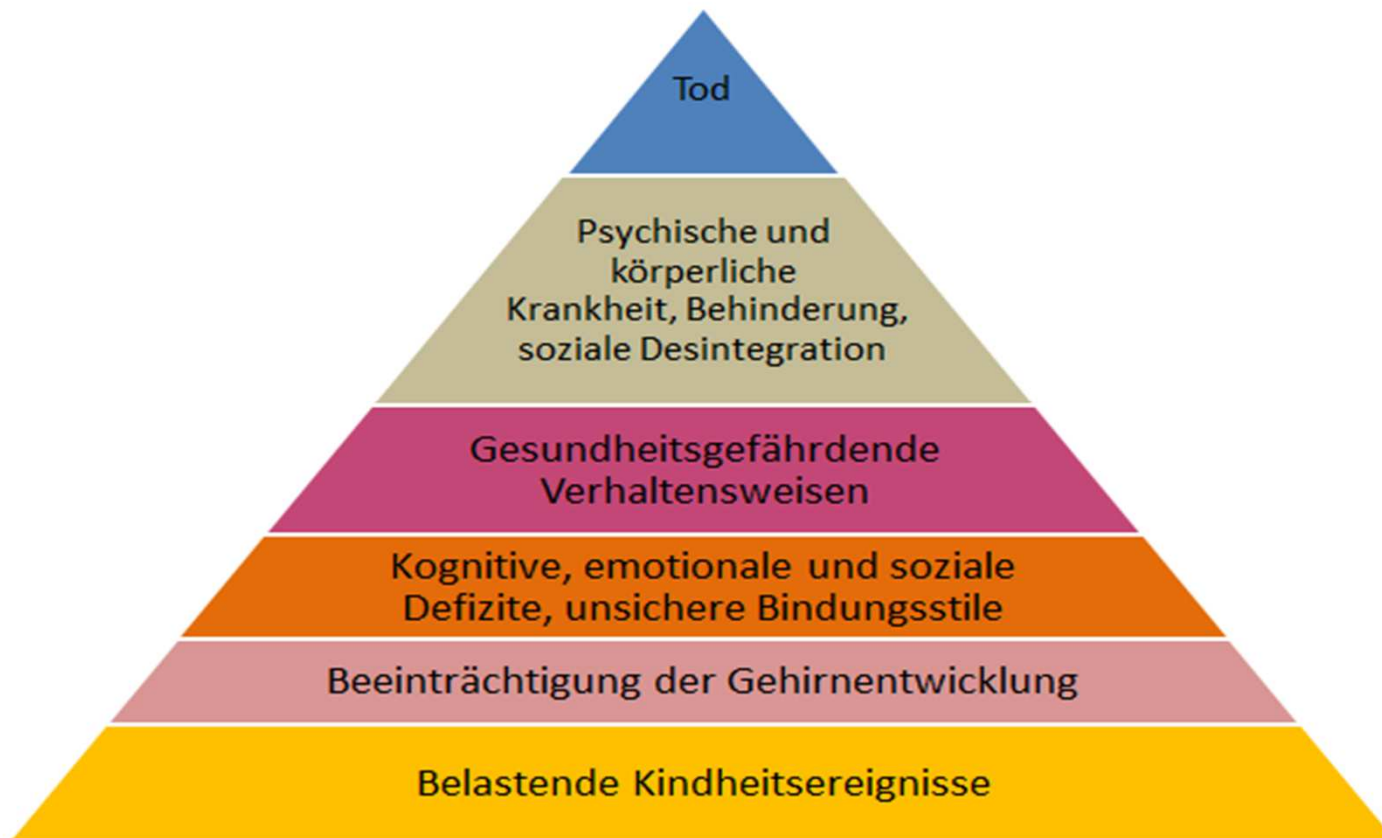 Tod
Psychische und
körperliche
Krankheit, Behinderung,
soziale Desintegration
Gesundheitsgefährdende
Verhaltensweisen
Kognitive, emotionale und soziale
Defizite, unsichere Bindungsstile
Beeinträchtigung der Gehirnentwicklung
Belastende Kindheitsereignisse